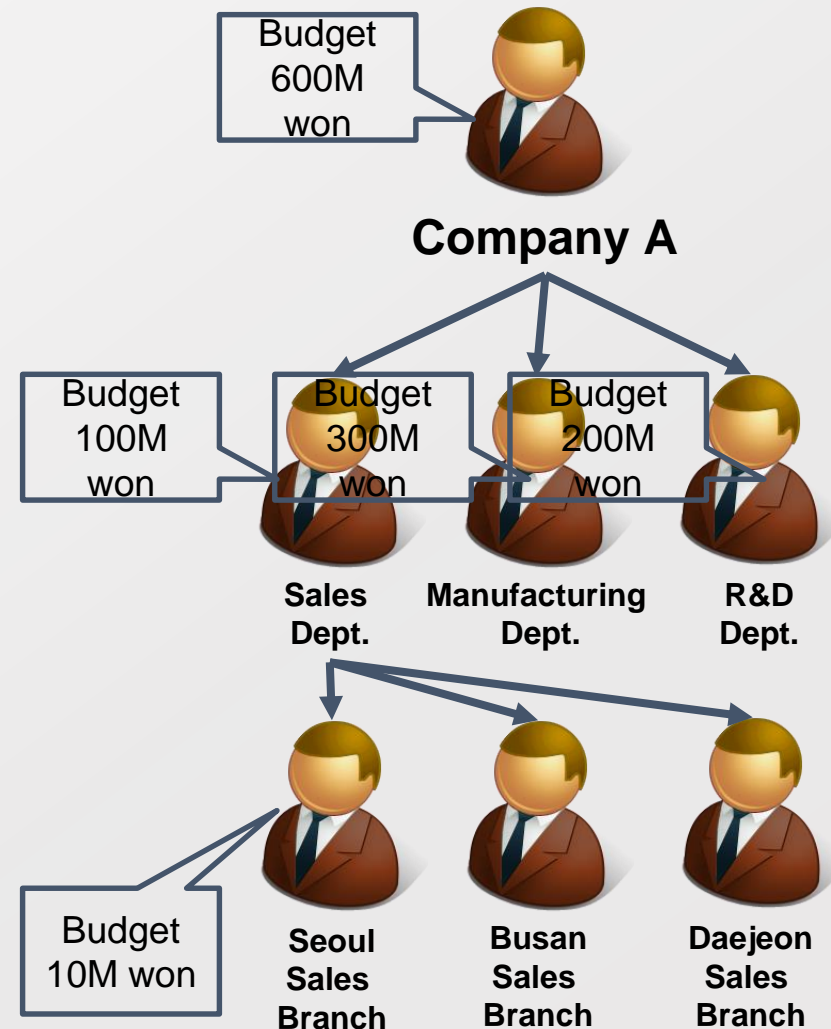 Budget
600M
won
Company A
Budget
100M
won
Budget
300M
won
Budget
200M
won
Sales
Dept.
Manufacturing
Dept.
R&D
Dept.
Budget
10M won
Seoul
Sales
Branch
Busan
Sales
Branch
Daejeon
Sales
Branch